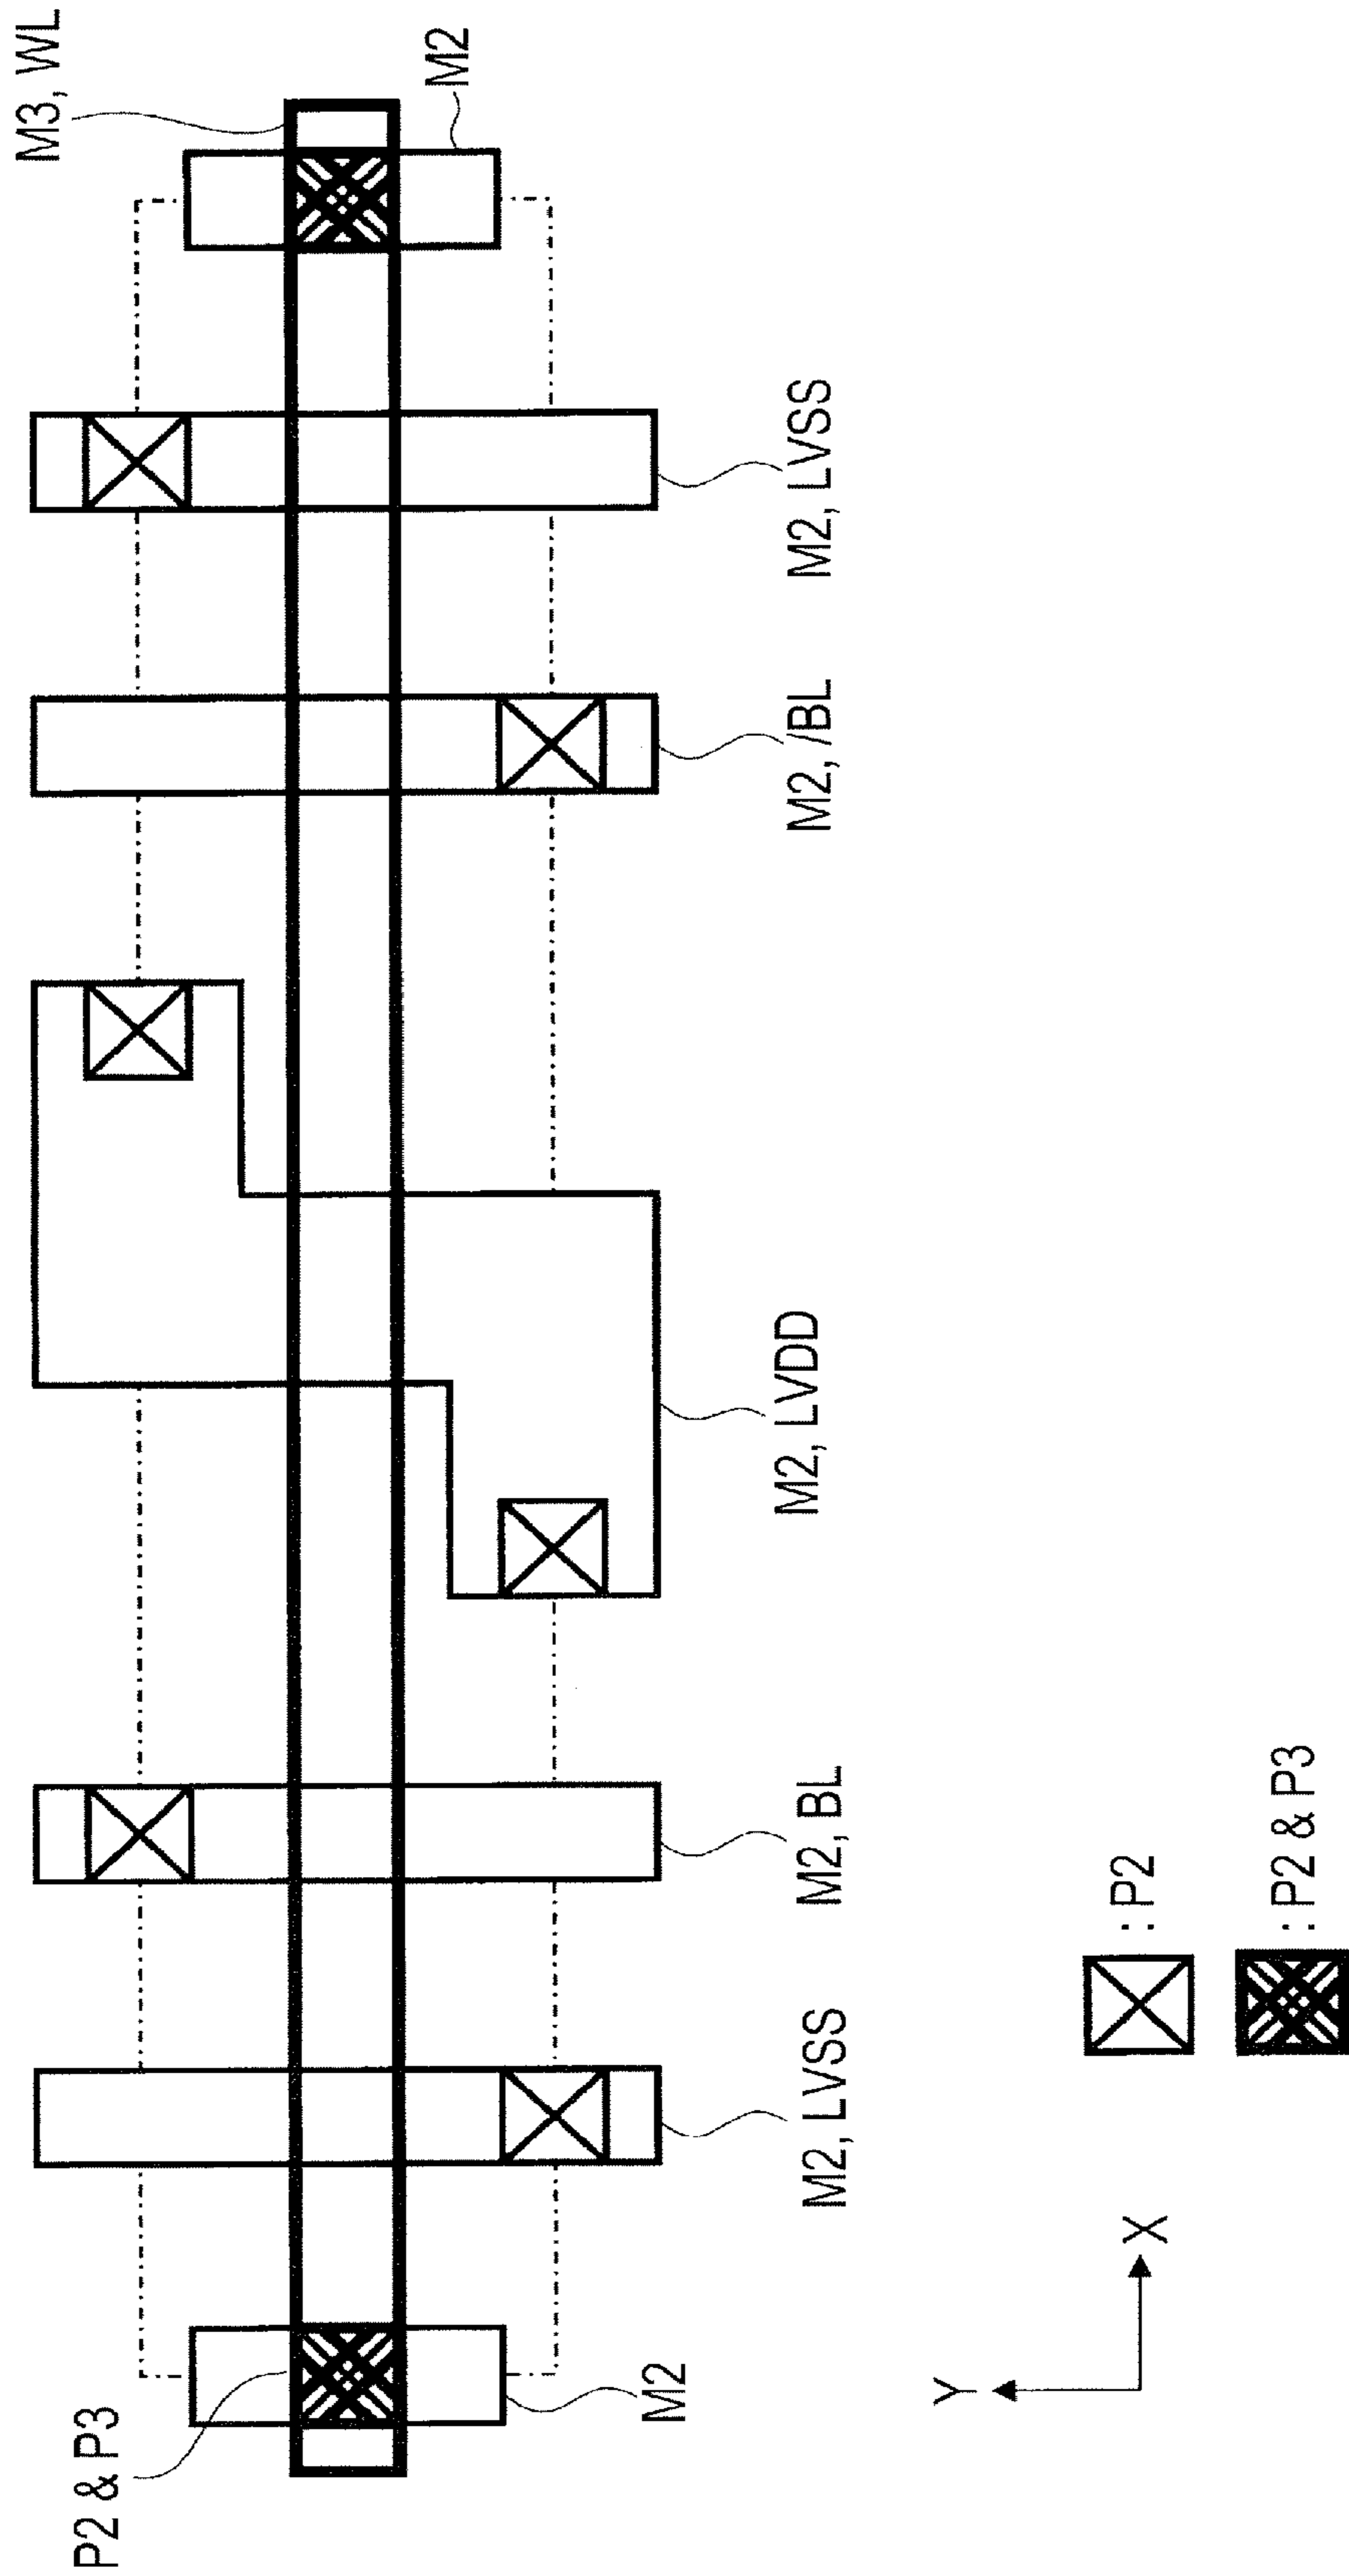 P2 & P3
M3, WL
M2
M2
M2, LVSS
M2, BL
M2, LVDD
M2, /BL
M2, LVSS
Y
X
: P2
: P2 & P3